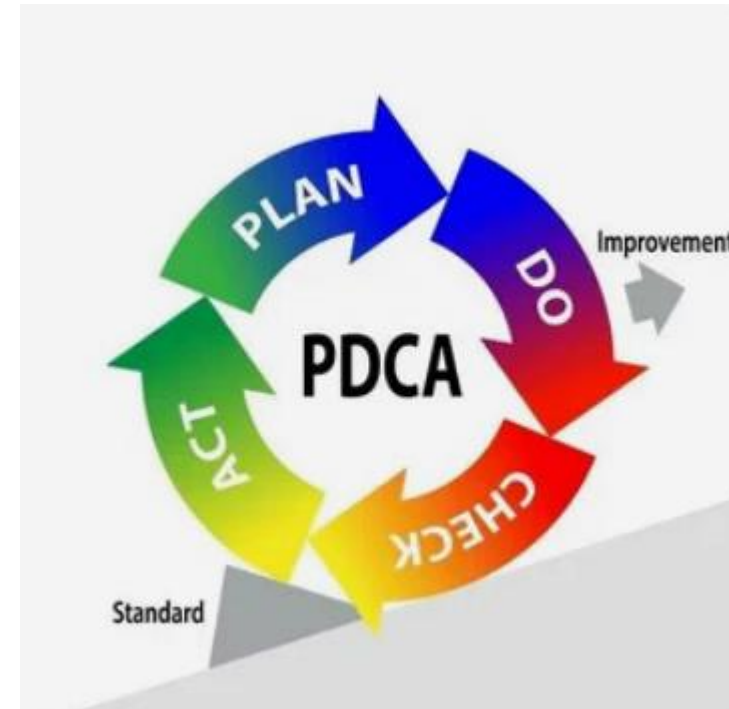 PLAN
DO
Improvement
PDCA
ACT
CHECK
Standard